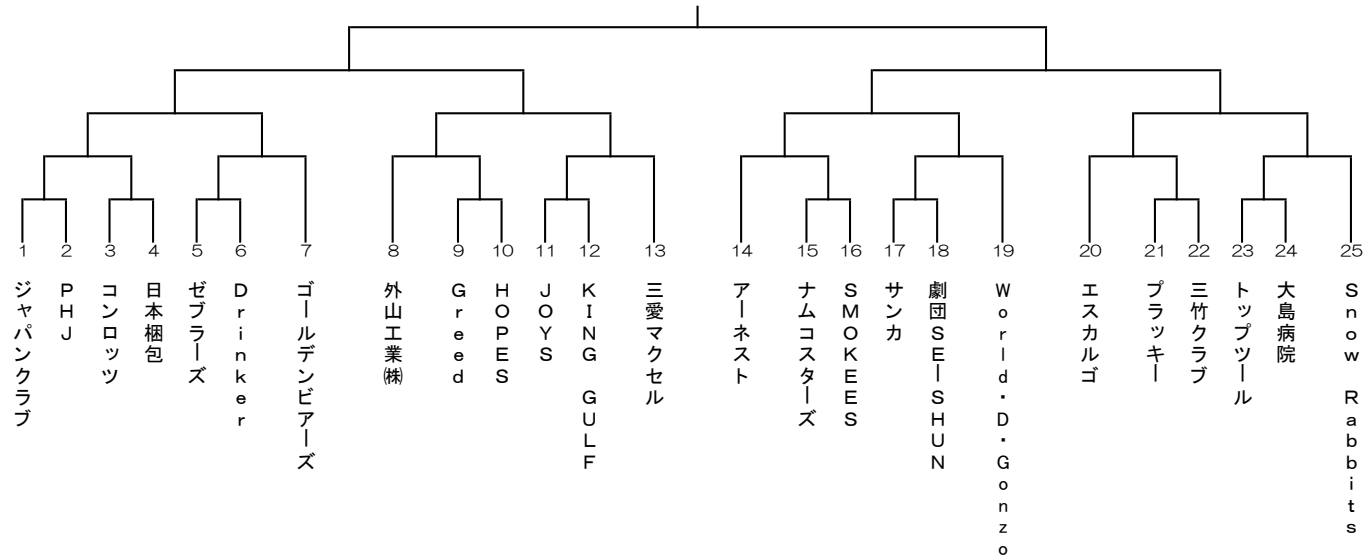 1 2 3 4 5 6 7 8 9 10 11 12 13 14 15 16 17 18 19 20 21 22 23 24 25
ジャパンクラブ
PHJ
コンロッツ
日本梱包
ゼブラーズ
Drinker
ゴールデンビアーズ
外山工業㈱
Greed
HOPES
JOYS
KING GULF
三愛マクセル
アーネスト
ナムコスターズ
SMOKEES
サンカ
劇団SEーSHUN
World・D・Gonzo
エスカルゴ
プラッキー
三竹クラブ
トップツール
大島病院
Snow Rabbits